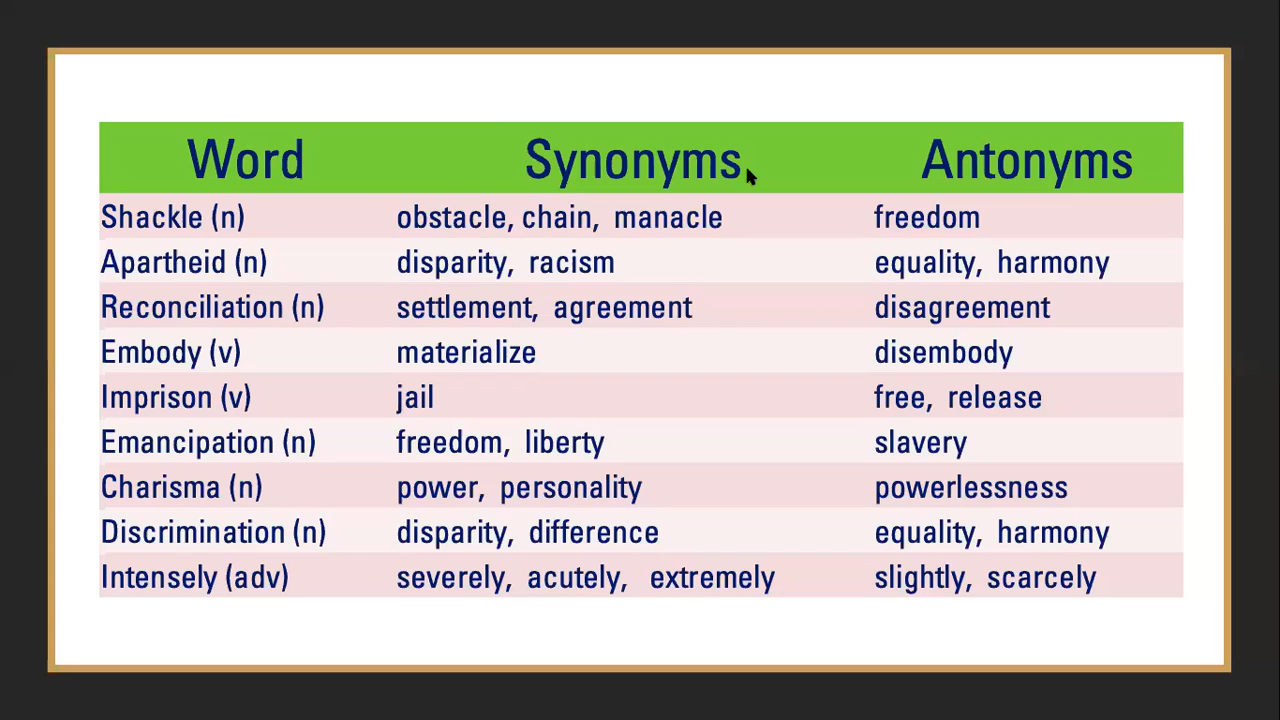 Word Synonyms Antonyms
Shackle (n) obstacle, chain, manacle freedom
Apartheid (n) disparity, racism equality, harmony
Reconciliation (n) settlement, agreement disagreement
Embody (v) materialize disembody
Imprison (v) jail free, release
Emancipation (n) freedom, liberty slavery
Charisma (n) power, personality powerlessness
Discrimination (n) disparity, difference equality, harmony
Intensely (adv) severely, acutely, extremely slightly, scarcely